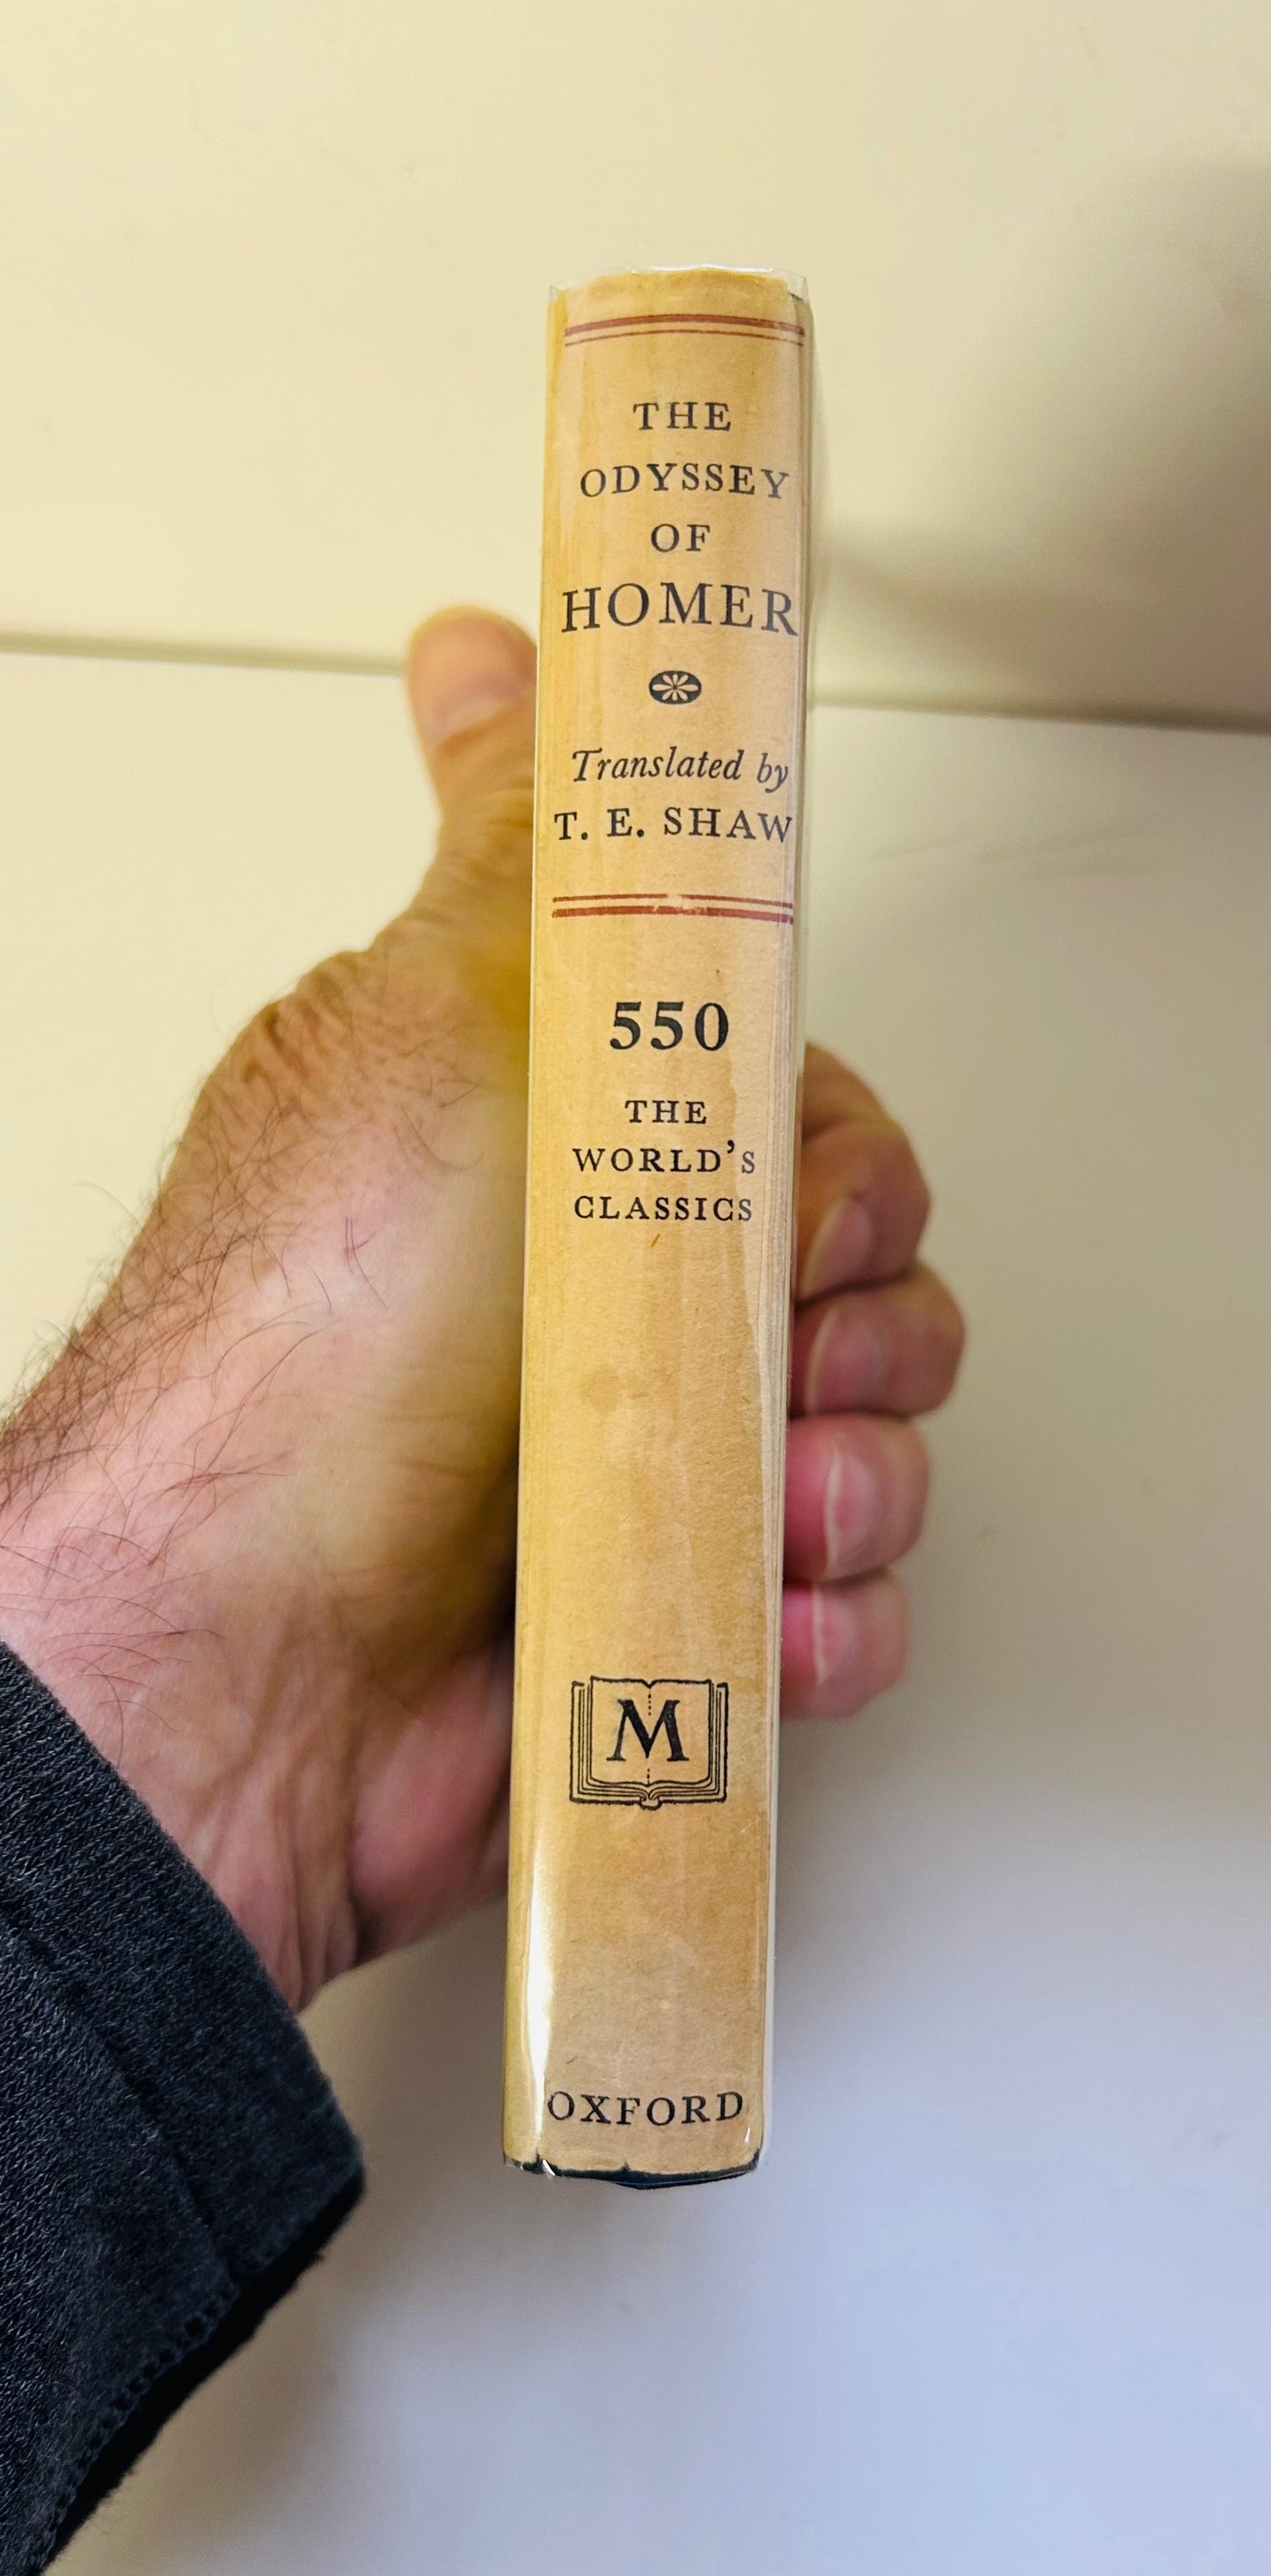 THE
ODYSSEY
OF
HOMER
Translated by
T. E. SHAW
550
THE
WORLD'S
CLASSICS
M
OXFORD